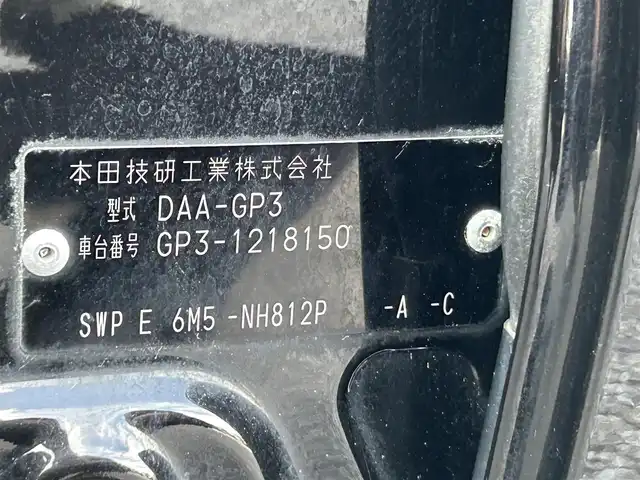 本田技研工業株式会社
型式 DAA-GP3
車台番号 GP3-1218150
SWP E 6M5 -NH812P -A -C